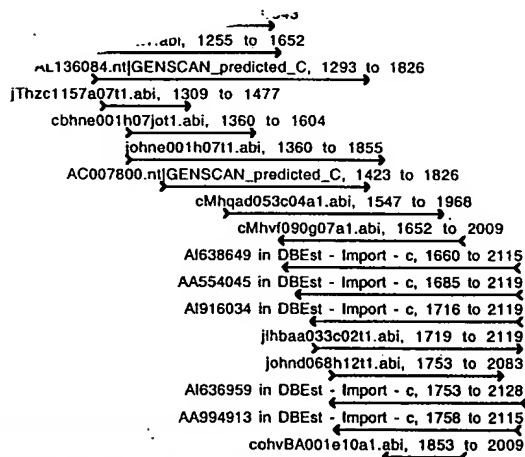 .abi, 1255 to 1652
AL136084.nt|GENSCAN_predicted_C, 1293 to 1826
jThzc1157a07t1.abi, 1309 to 1477
cbhne001h07jot1.abi, 1360 to 1604
johne001h07t1.abi, 1360 to 1855
AC007800.nt|GENSCAN_predicted_C, 1423 to 1826
cMhqad053c04a1.abi, 1547 to 1968
cMhvf090g07a1.abi, 1652 to 2009
AI638649 in DBEst - Import - c, 1660 to 2115
AA554045 in DBEst - Import - c, 1685 to 2119
AI916034 in DBEst - Import - c, 1716 to 2119
jlhbaa033c02t1.abi, 1719 to 2119
johnd068h12t1.abi, 1753 to 2083
AI636959 in DBEst - Import - c, 1753 to 2128
AA994913 in DBEst - Import - c, 1758 to 2115
cohvBA001e10a1.abi, 1853 to 2009